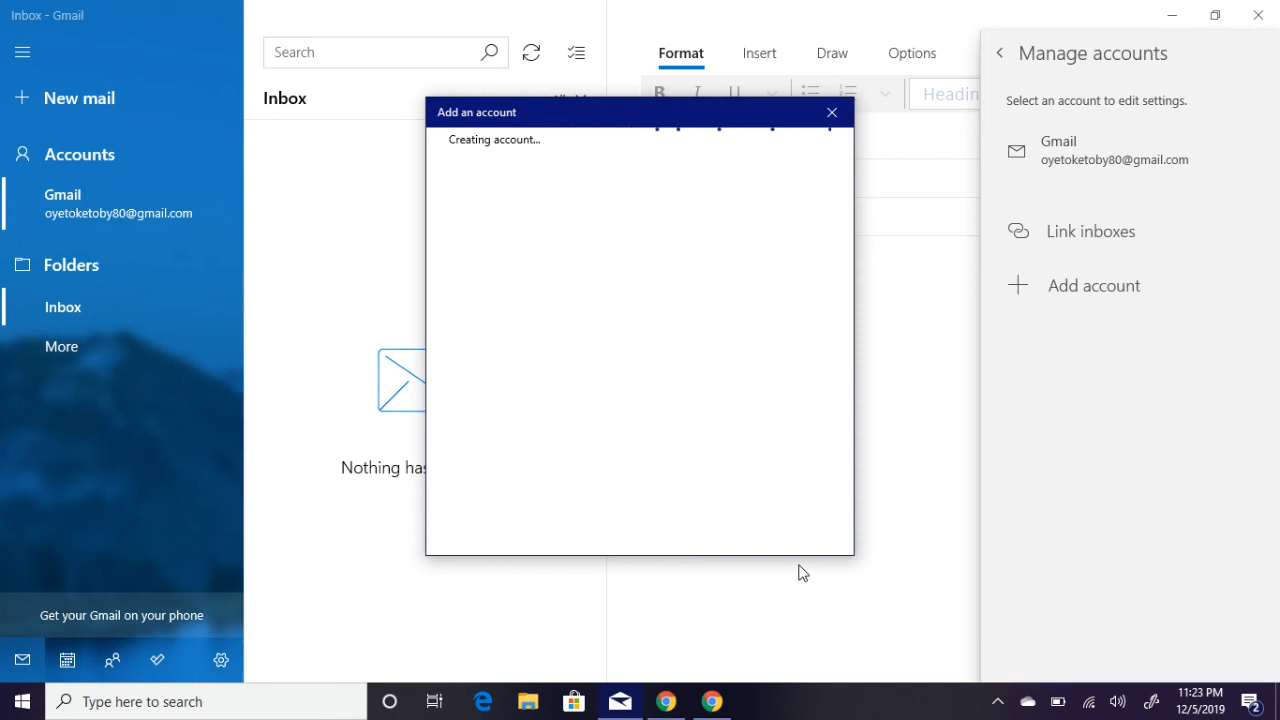 Inbox - Gmail
New mail
Accounts
Gmail
oyetoketoby80@gmail.com
Folders
Inbox
More
Get your Gmail on your phone
Search
Inbox
Nothing has
Format Insert Draw Options
B I U Headin
Add an account
Creating account...
Manage accounts
Select an account to edit settings.
Gmail
oyetoketoby80@gmail.com
Link inboxes
Add account
Type here to search
11:23 PM
12/5/2019
2